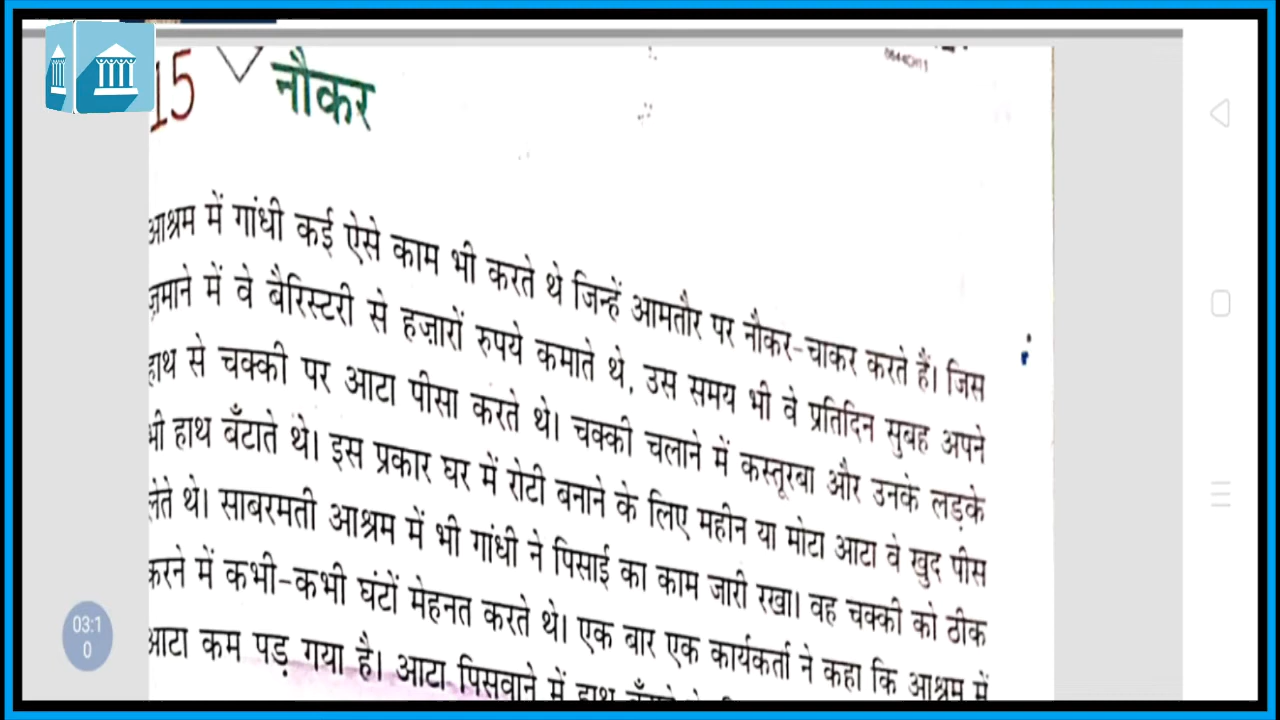 15 नौकर
आश्रम में गांधी कई ऐसे काम भी करते थे जिन्हें आमतौर पर नौकर-चाकर करते हैं। जिस
ज़माने में वे बैरिस्टरी से हज़ारों रुपये कमाते थे, उस समय भी वे प्रतिदिन सुबह अपने
हाथ से चक्की पर आटा पीसा करते थे। चक्की चलाने में कस्तूरबा और उनके लड़के
भी हाथ बँटाते थे। इस प्रकार घर में रोटी बनाने के लिए महीन या मोटा आटा वे खुद पीस
लेते थे। साबरमती आश्रम में भी गांधी ने पिसाई का काम जारी रखा। वह चक्की को ठीक
करने में कभी-कभी घंटों मेहनत करते थे। एक बार एक कार्यकर्ता ने कहा कि आश्रम में
आटा कम पड़ गया है। आटा पिसवाने में हाथ
03:1
0